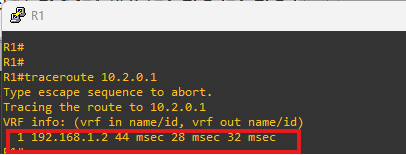 R1
R1#
R1#
R1#traceroute 10.2.0.1
Type escape sequence to abort.
Tracing the route to 10.2.0.1
VRF info: (vrf in name/id, vrf out name/id)
1 192.168.1.2 44 msec 28 msec 32 msec
R1#